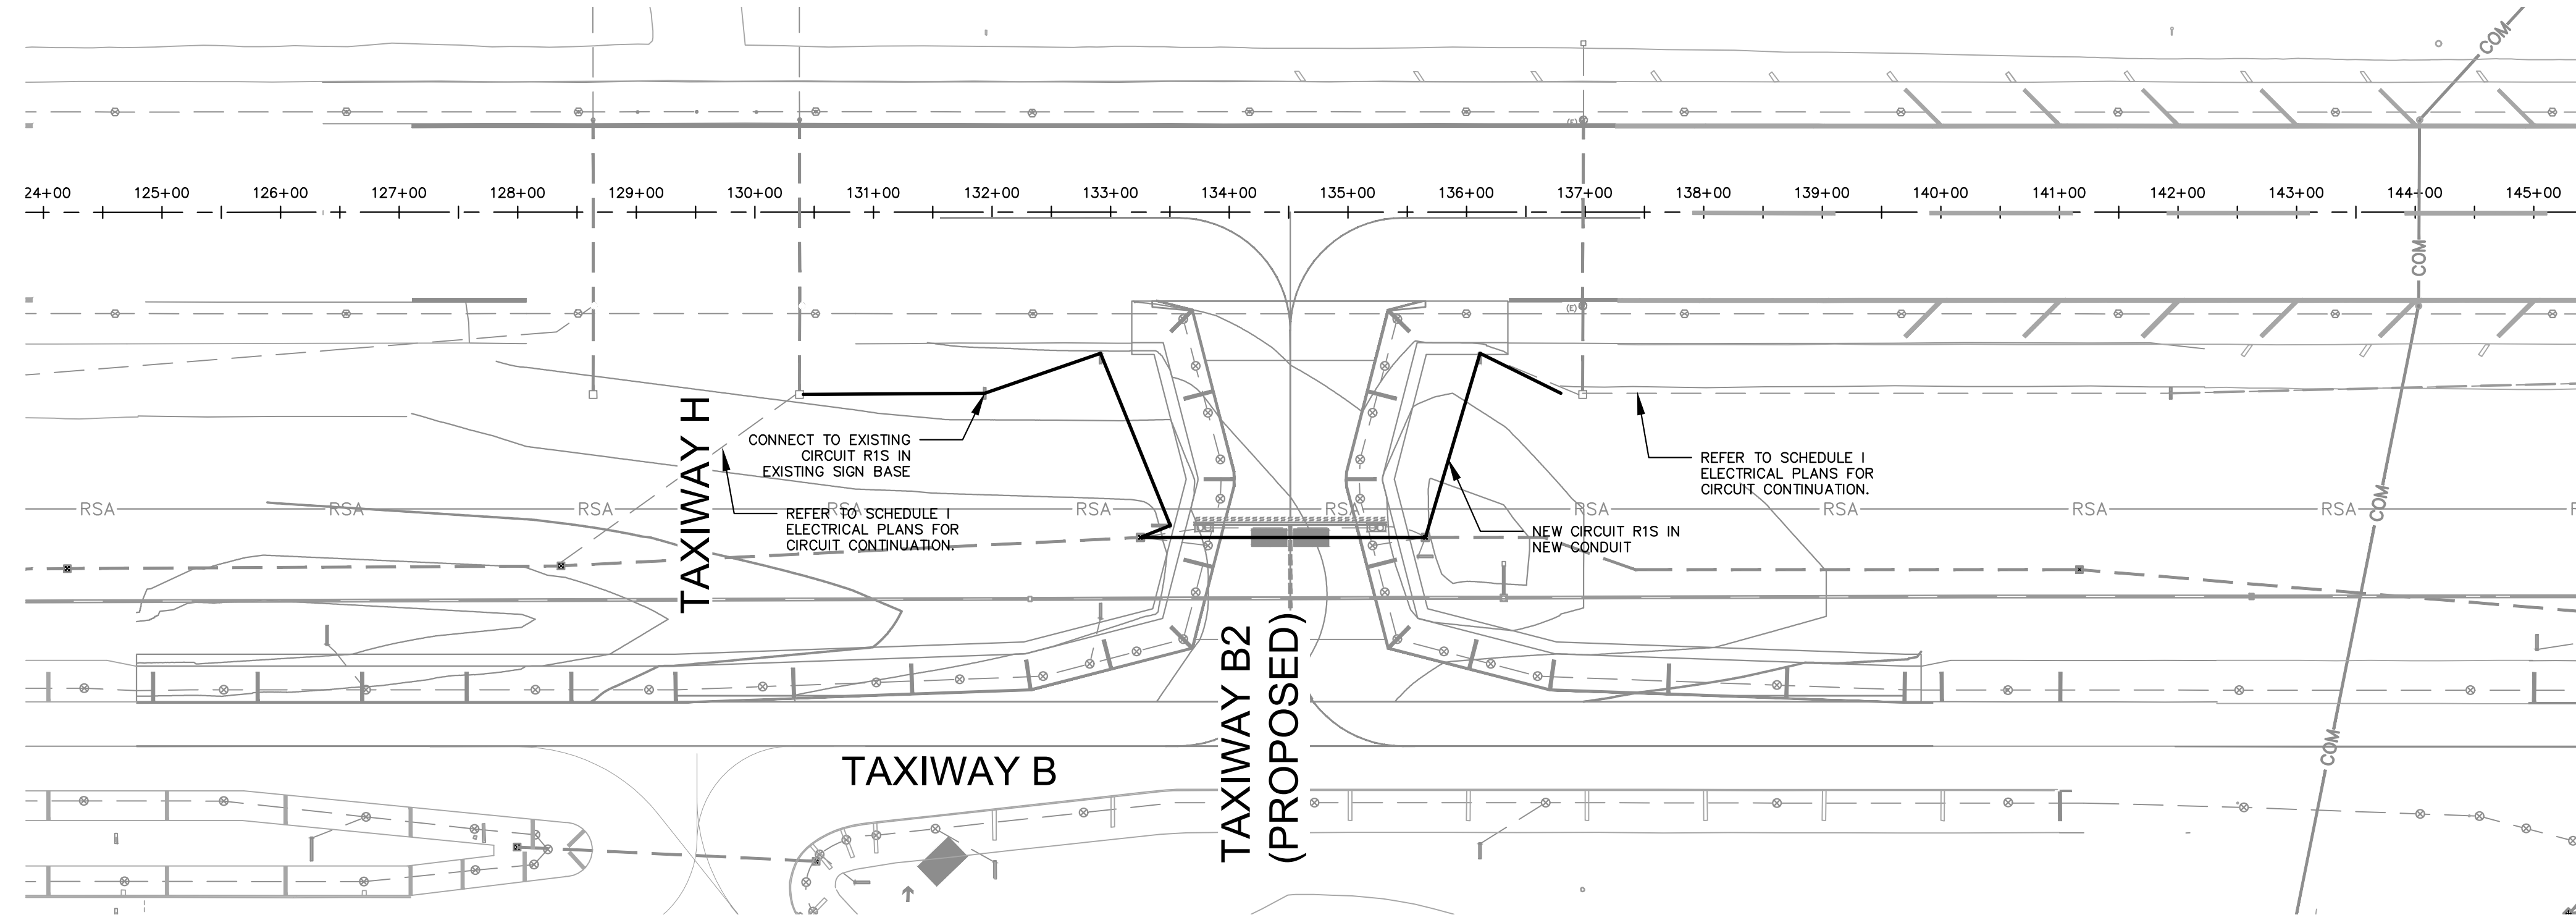 COM
(E)
24+00 125+00 126+00 127+00 128+00 129+00 130+00 131+00 132+00 133+00 134+00 135+00 136+00 137+00 138+00 139+00 140+00 141+00 142+00 143+00 144+00 145+00
COM
(E)
TAXIWAY H
CONNECT TO EXISTING
CIRCUIT R1S IN
EXISTING SIGN BASE
REFER TO SCHEDULE I
ELECTRICAL PLANS FOR
CIRCUIT CONTINUATION.
RSA RSA RSA RSA RSA RSA RSA RSA RSA RSA
COM
REFER TO SCHEDULE I
ELECTRICAL PLANS FOR
CIRCUIT CONTINUATION.
NEW CIRCUIT R1S IN
NEW CONDUIT
TAXIWAY B2
(PROPOSED)
COM
TAXIWAY B